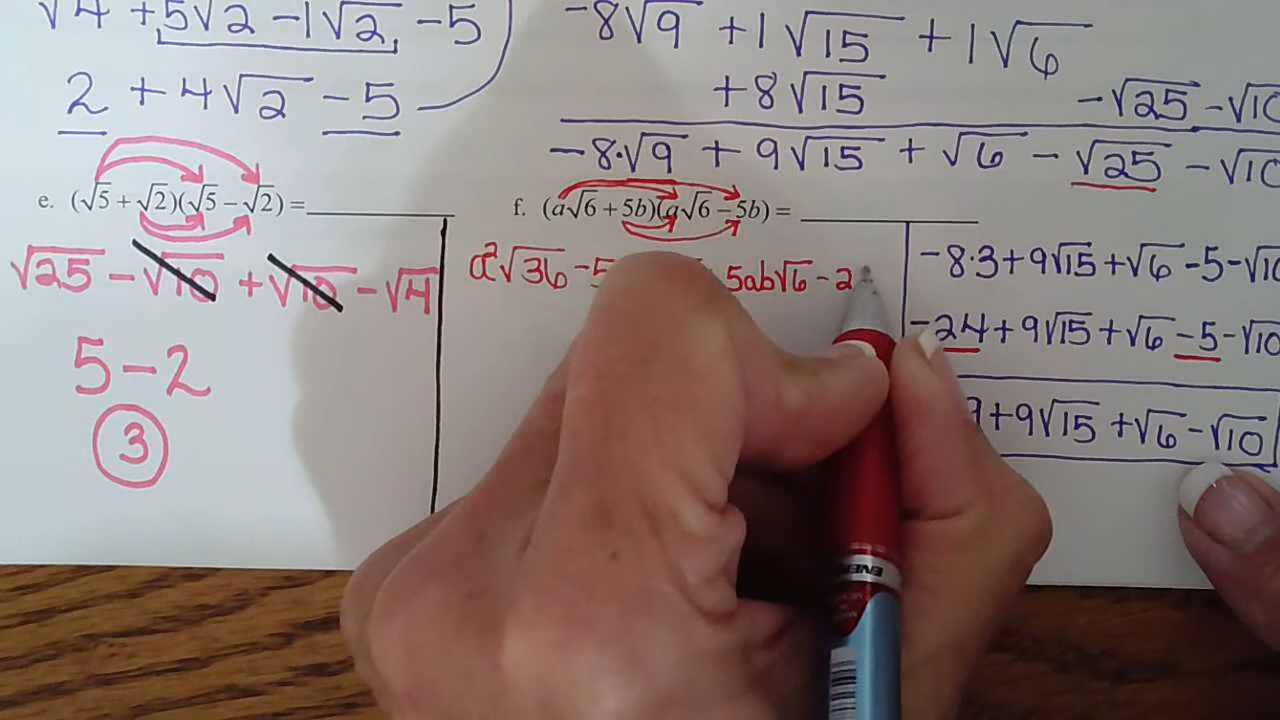 √4 + 5√2 - 1√2 - 5
2 + 4√2 - 5
-8√9 + 1√15 + 1√6
+8√15 - √25 - √10
-8·√9 + 9√15 + √6 - √25 - √10
e. (√5 + √2)(√5 - √2) =
√25 - √10 + √10 - √4
5 - 2
3
f. (a√6 + 5b)(a√6 - 5b) =
a²√36 - 5 5ab√6 - 2
-8·3 + 9√15 + √6 - 5 - √10
-24 + 9√15 + √6 - 5 - √10
9 + 9√15 + √6 - √10
ENER